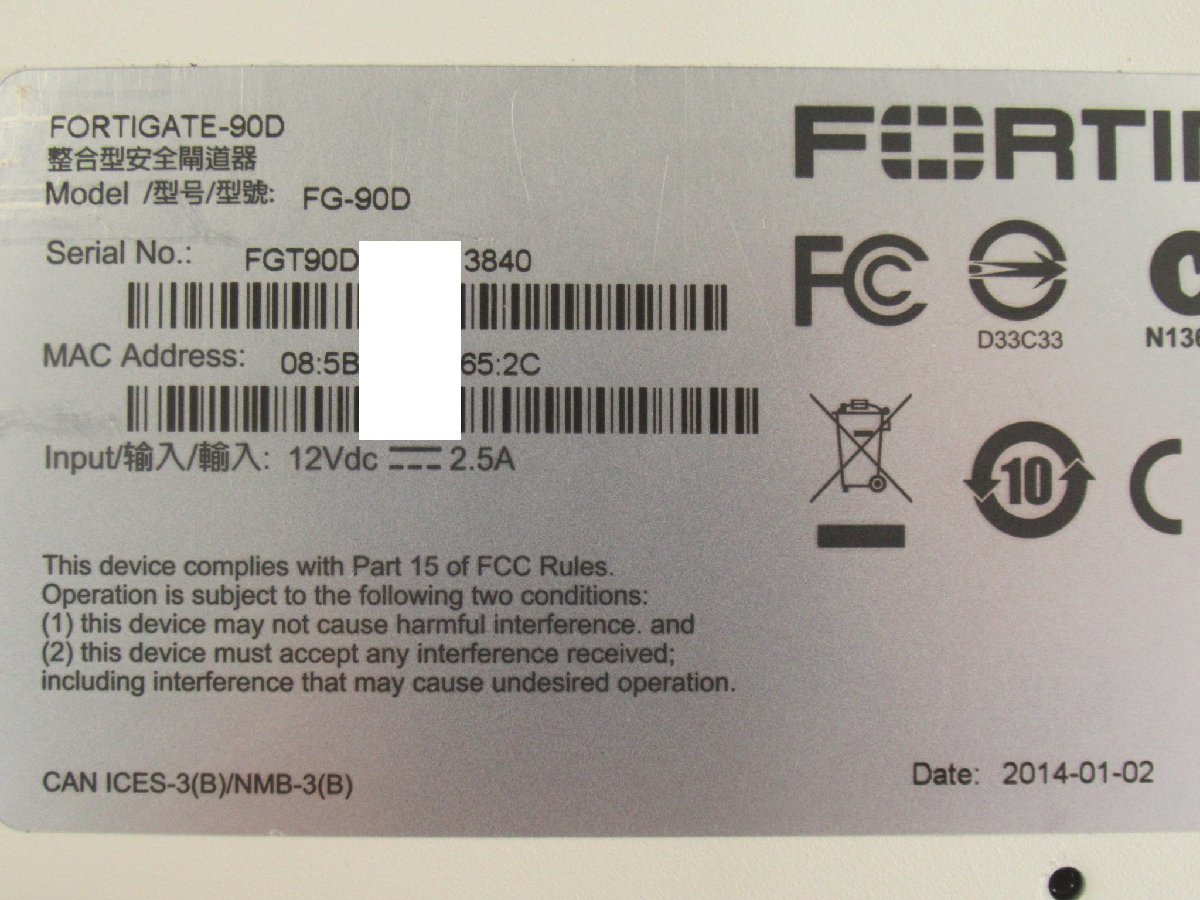 FORTIGATE-90D
整合型安全閘道器
Model /型号/型號: FG-90D
Serial No.: FGT90D 3840
MAC Address: 08:5B 65:2C
Input/输入/輸入: 12Vdc 2.5A
This device complies with Part 15 of FCC Rules.
Operation is subject to the following two conditions:
(1) this device may not cause harmful interference. and
(2) this device must accept any interference received;
including interference that may cause undesired operation.
CAN ICES-3(B)/NMB-3(B)
FORTI
FC
D33C33
N136
10
C
Date: 2014-01-02